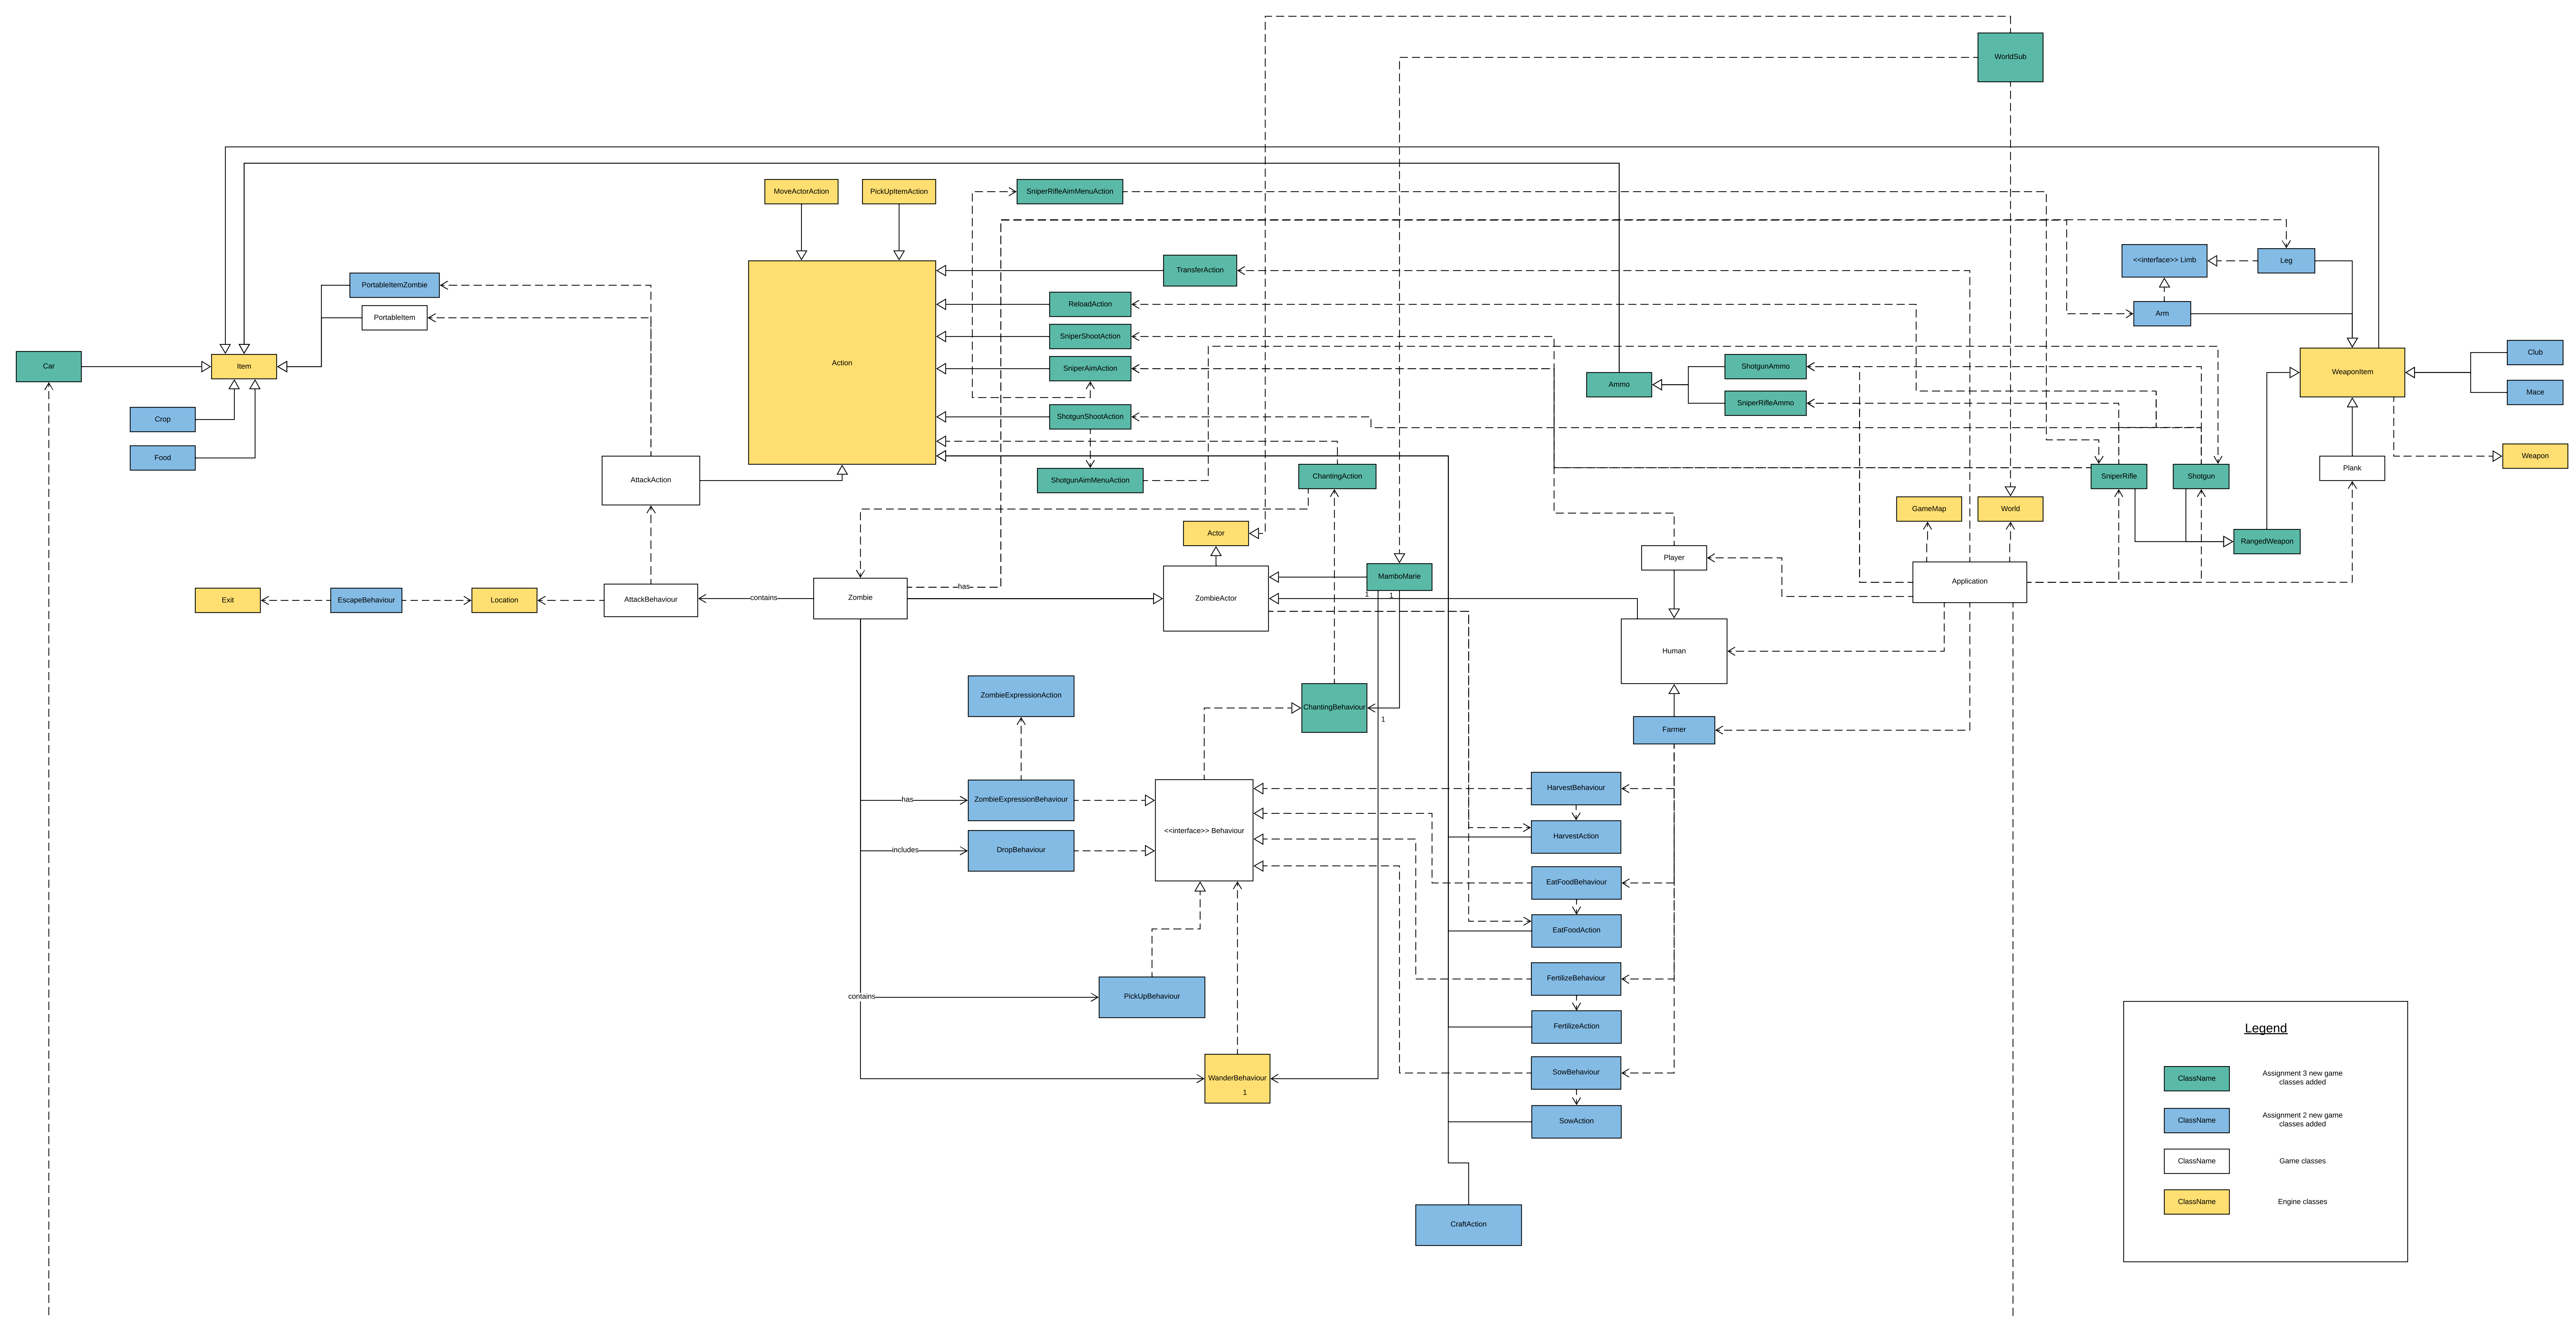 WorldSub
MoveActorAction
PickUpItemAction
SniperRifleAimMenuAction
<<interface>> Limb
Leg
TransferAction
PortableItemZombie
ReloadAction
Arm
PortableItem
SniperShootAction
Car
Item
Action
SniperAimAction
Ammo
ShotgunAmmo
WeaponItem
Club
Mace
SniperRifleAmmo
Crop
ShotgunShootAction
Food
Weapon
AttackAction
ShotgunAimMenuAction
ChantingAction
SniperRifle
Shotgun
Plank
GameMap
World
Actor
RangedWeapon
Player
MamboMarie
Application
Exit
EscapeBehaviour
Location
AttackBehaviour
contains
Zombie
has
ZombieActor
1
1
Human
ZombieExpressionAction
ChantingBehaviour
1
Farmer
has
ZombieExpressionBehaviour
HarvestBehaviour
<<interface>> Behaviour
HarvestAction
includes
DropBehaviour
EatFoodBehaviour
EatFoodAction
FertilizeBehaviour
contains
PickUpBehaviour
FertilizeAction
WanderBehaviour
1
SowBehaviour
SowAction
CraftAction
Legend
ClassName
Assignment 3 new game
classes added
ClassName
Assignment 2 new game
classes added
ClassName
Game classes
ClassName
Engine classes